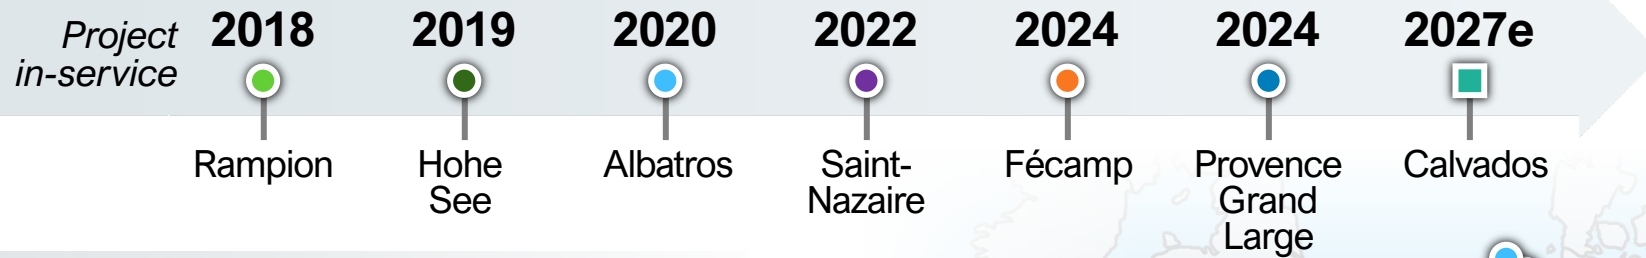 Project in-service
2018 2019 2020 2022 2024 2024 2027e
Rampion
Hohe See
Albatros
Saint-Nazaire
Fécamp
Provence Grand Large
Calvados